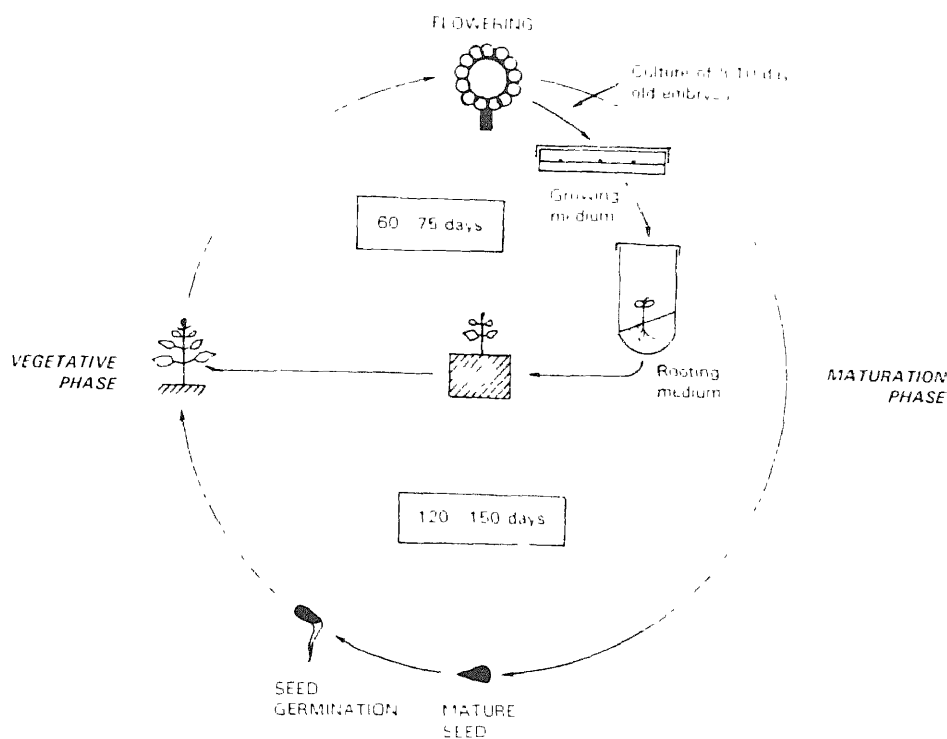 FLOWERING
Culture of
old embryos
Growing
medium
60 75 days
VEGETATIVE
PHASE
Rooting
medium
MATURATION
PHASE
120 150 days
SEED
GERMINATION
MATURE
SEED